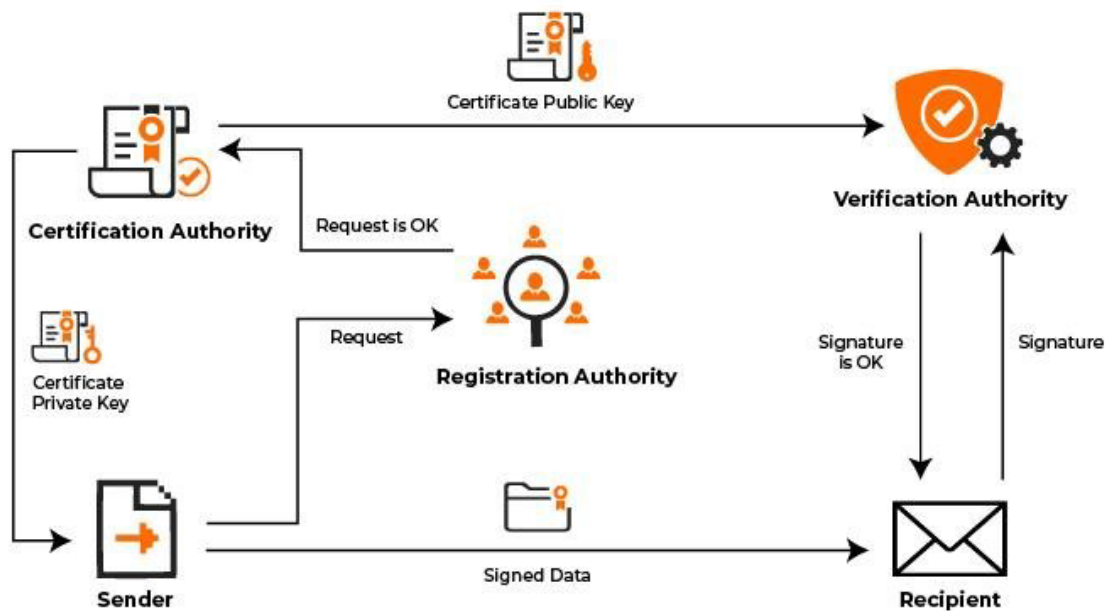 Certificate Public Key
Certification Authority
Verification Authority
Request is OK
Request
Registration Authority
Certificate
Private Key
Signature
is OK
Signature
Signed Data
Sender
Recipient